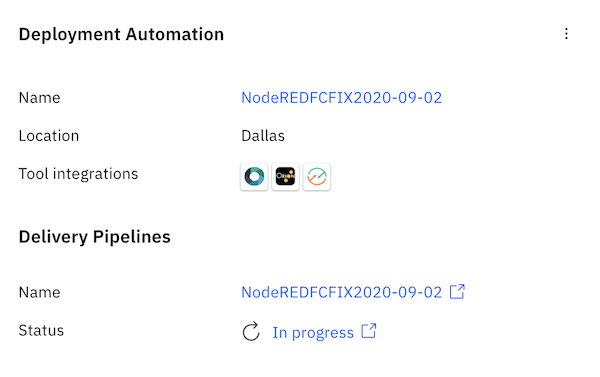 Deployment Automation
Name NodeREDFCFIX2020-09-02
Location Dallas
Tool integrations ORION
Delivery Pipelines
Name NodeREDFCFIX2020-09-02
Status In progress